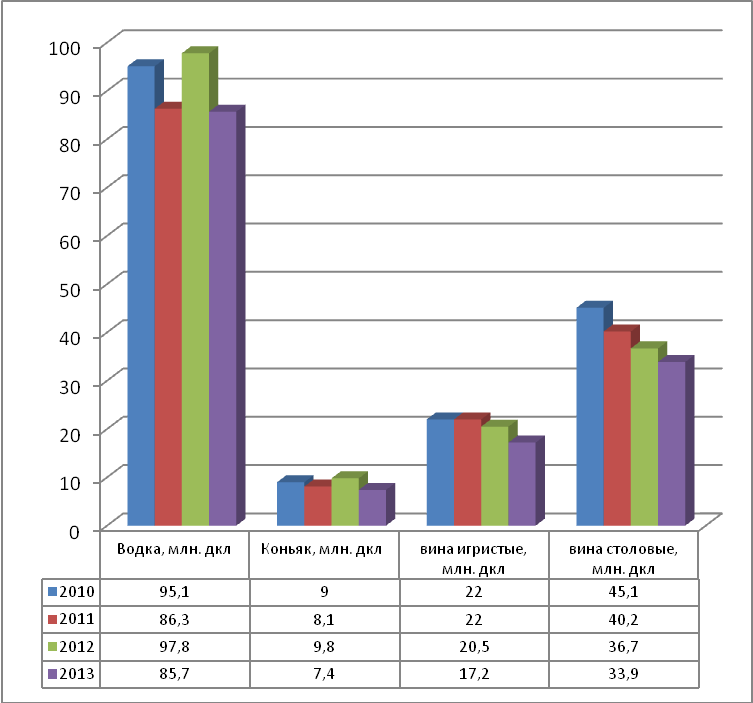 100
90
80
70
60
50
40
30
20
10
0
Водка, млн. дкл Коньяк, млн. дкл вина игристые, вина столовые,
млн. дкл млн. дкл
2010 95,1 9 22 45,1
2011 86,3 8,1 22 40,2
2012 97,8 9,8 20,5 36,7
2013 85,7 7,4 17,2 33,9